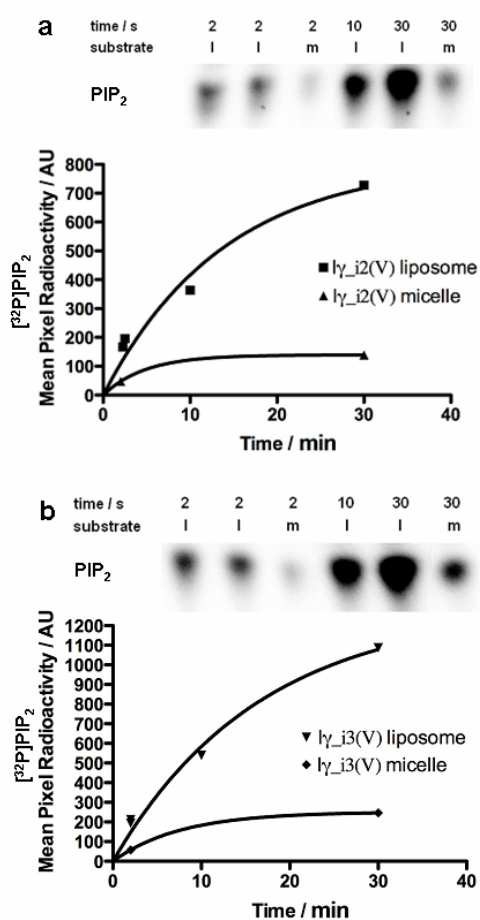 a
time / s 2 2 2 10 30 30
substrate l l m l l m
PIP2
800
700
600
500
400
300
200
100
0
[32P]PIP2
Mean Pixel Radioactivity / AU
Iγ_i2(V) liposome
Iγ_i2(V) micelle
0 10 20 30 40
Time / min
b
time / s 2 2 2 10 30 30
substrate l l m l l m
PIP2
1200
1100
1000
900
800
700
600
500
400
300
200
100
0
[32P]PIP2
Mean Pixel Radioactivity / AU
Iγ_i3(V) liposome
Iγ_i3(V) micelle
0 10 20 30 40
Time / min